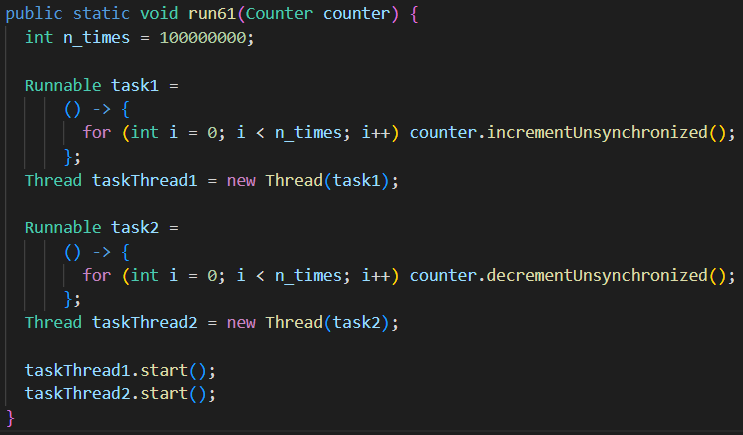 public static void run61(Counter counter) {
  int n_times = 100000000;

  Runnable task1 =
      () -> {
        for (int i = 0; i < n_times; i++) counter.incrementUnsynchronized();
      };
  Thread taskThread1 = new Thread(task1);

  Runnable task2 =
      () -> {
        for (int i = 0; i < n_times; i++) counter.decrementUnsynchronized();
      };
  Thread taskThread2 = new Thread(task2);

  taskThread1.start();
  taskThread2.start();
}